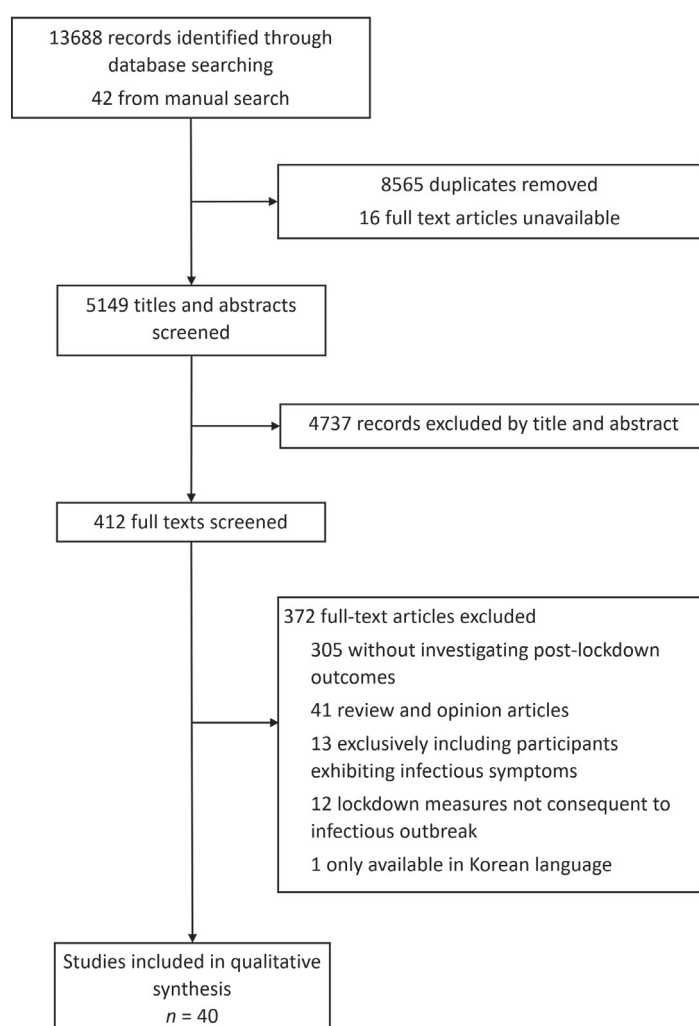 13688 records identified through
database searching
42 from manual search
8565 duplicates removed
16 full text articles unavailable
5149 titles and abstracts
screened
4737 records excluded by title and abstract
412 full texts screened
372 full-text articles excluded
305 without investigating post-lockdown
outcomes
41 review and opinion articles
13 exclusively including participants
exhibiting infectious symptoms
12 lockdown measures not consequent to
infectious outbreak
1 only available in Korean language
Studies included in qualitative
synthesis
n = 40